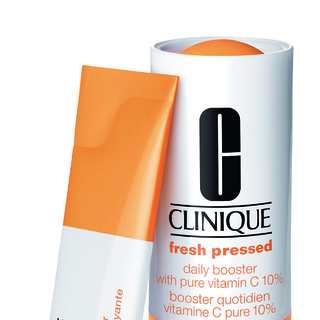 C
CLINIQUE
fresh pressed
daily booster
with pure vitamin C 10%
booster quotidien
vitamine C pure 10%